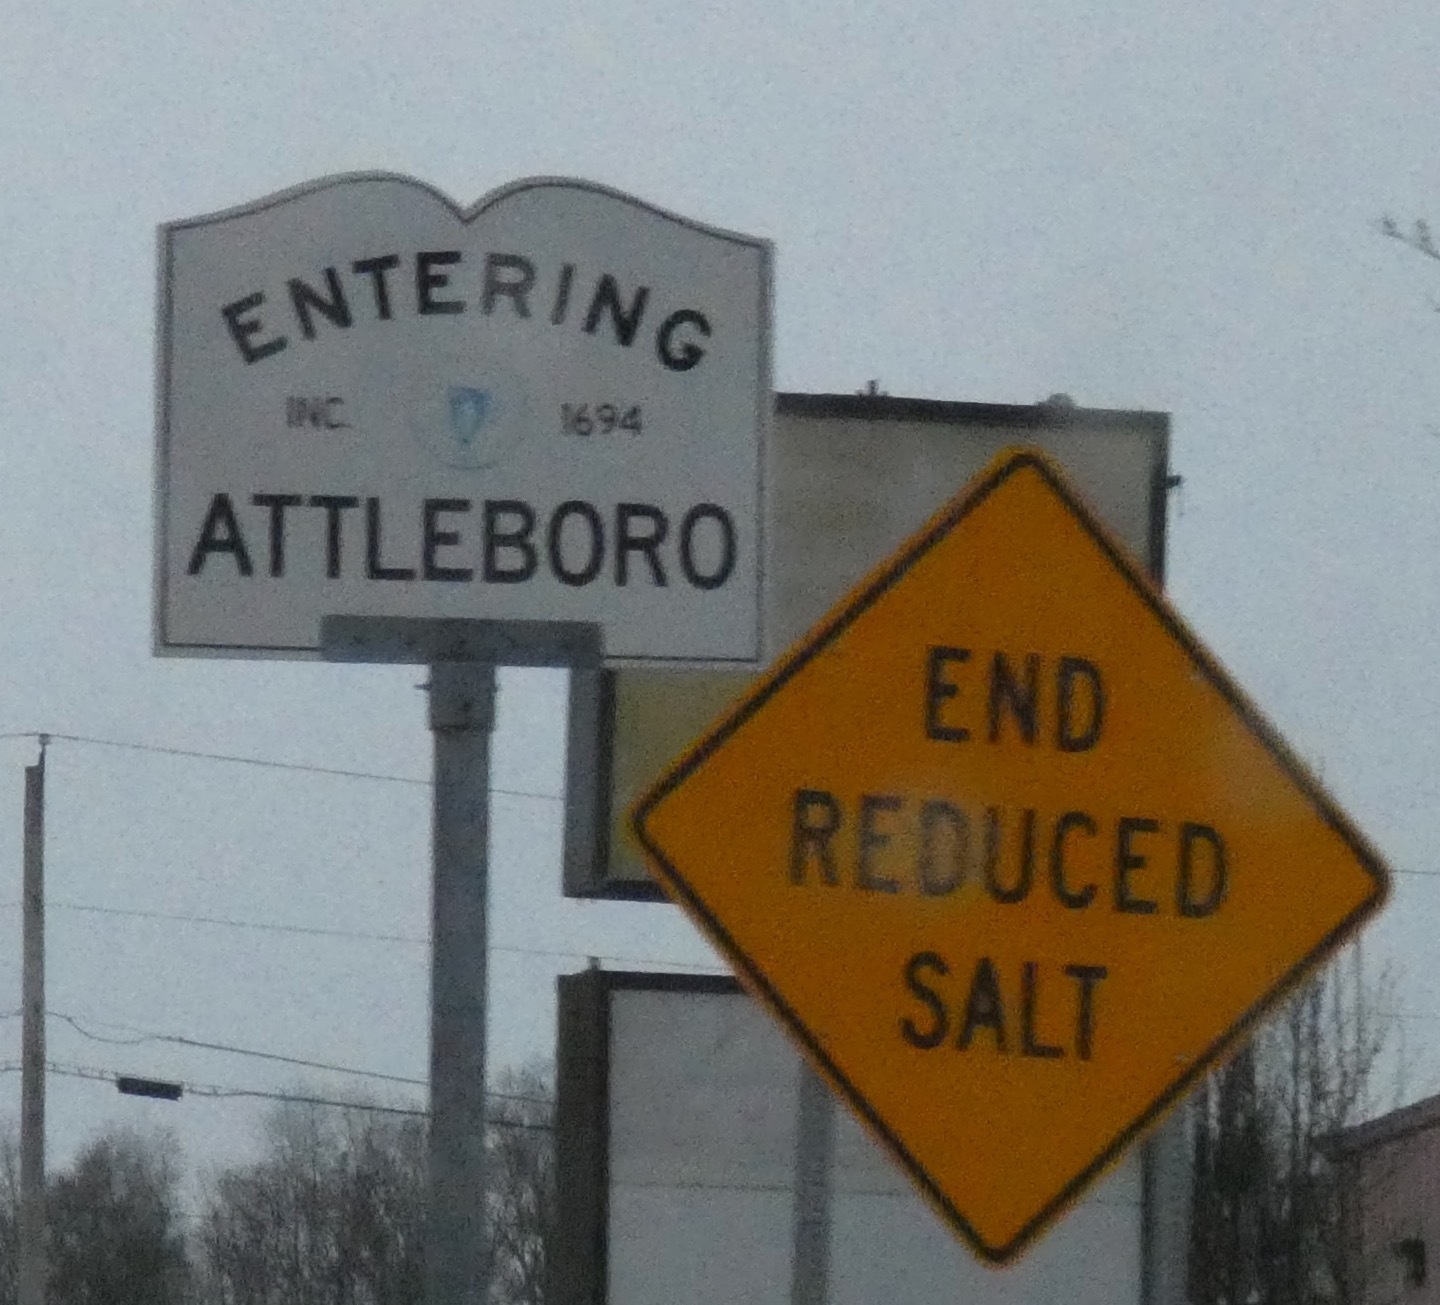 ENTERING
INC. 1694
ATTLEBORO
END
REDUCED
SALT